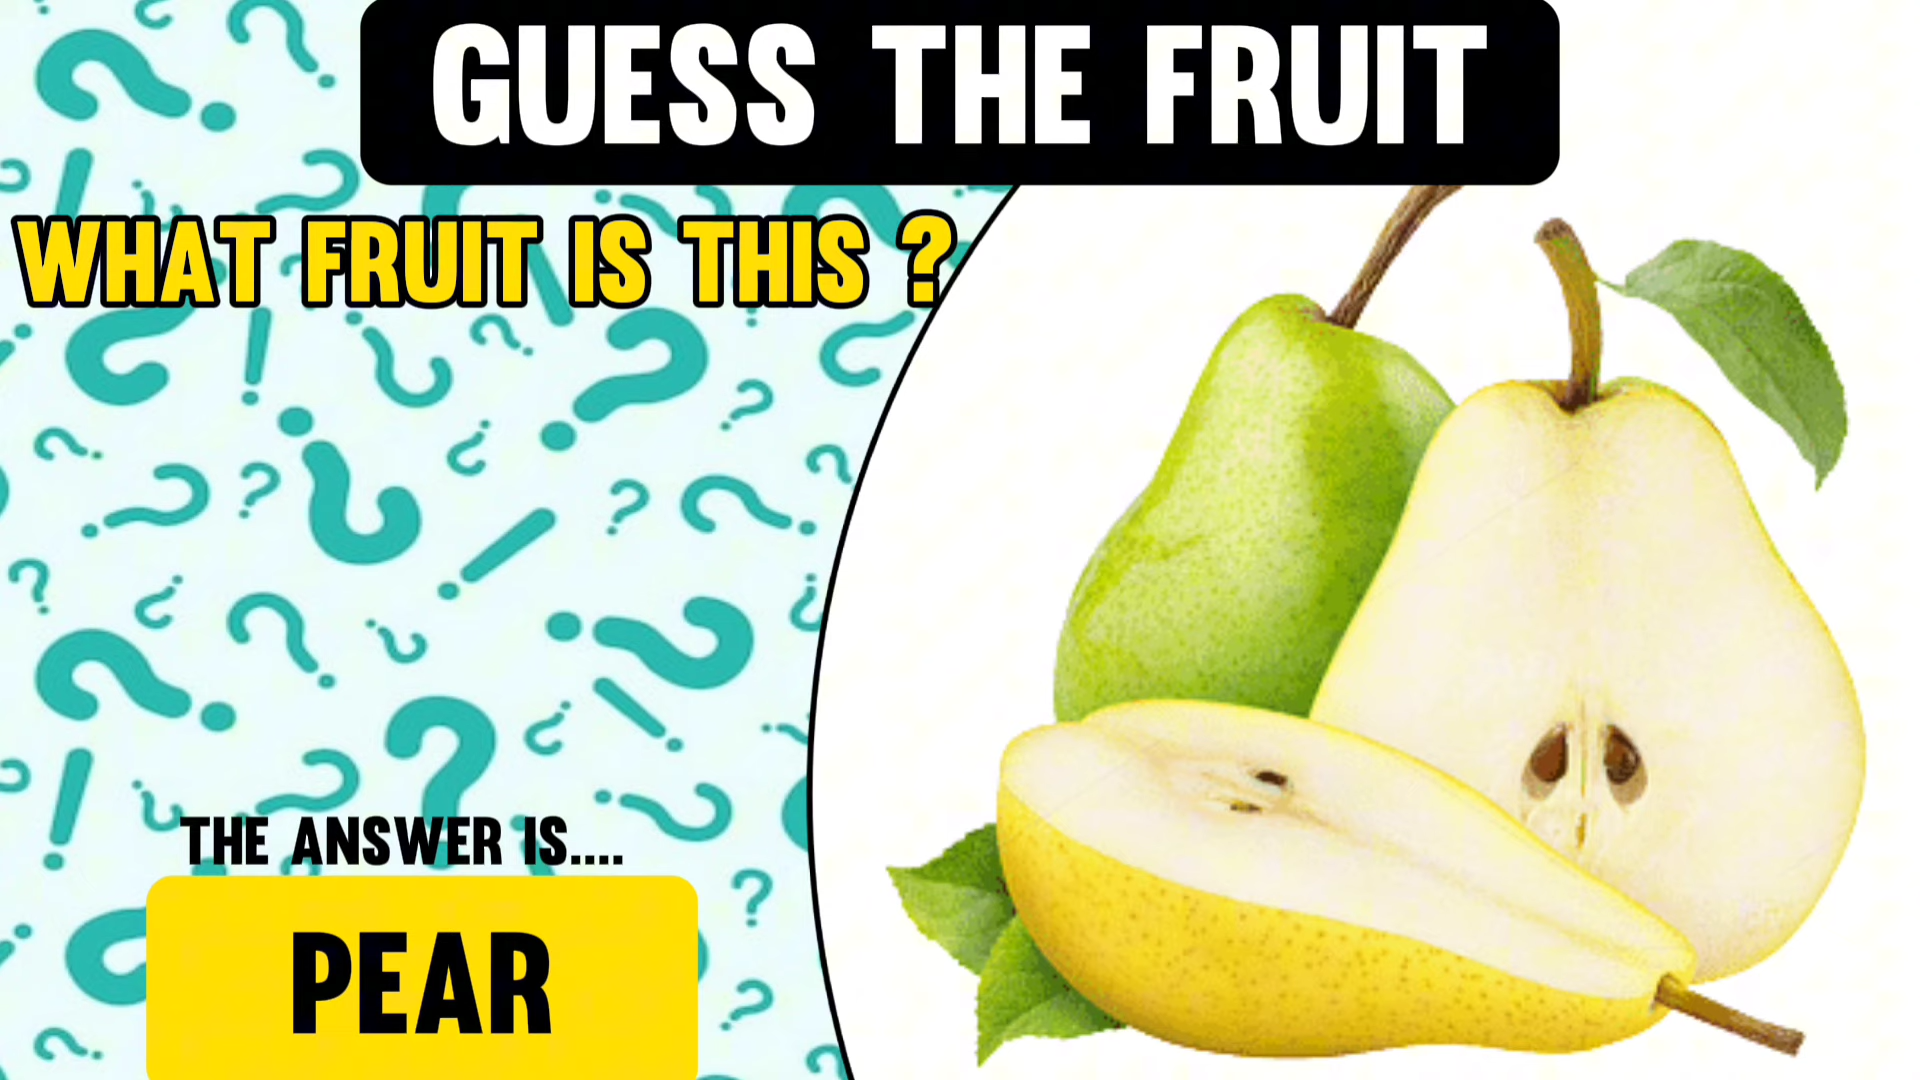 GUESS THE FRUIT
WHAT FRUIT IS THIS ?
THE ANSWER IS....
PEAR